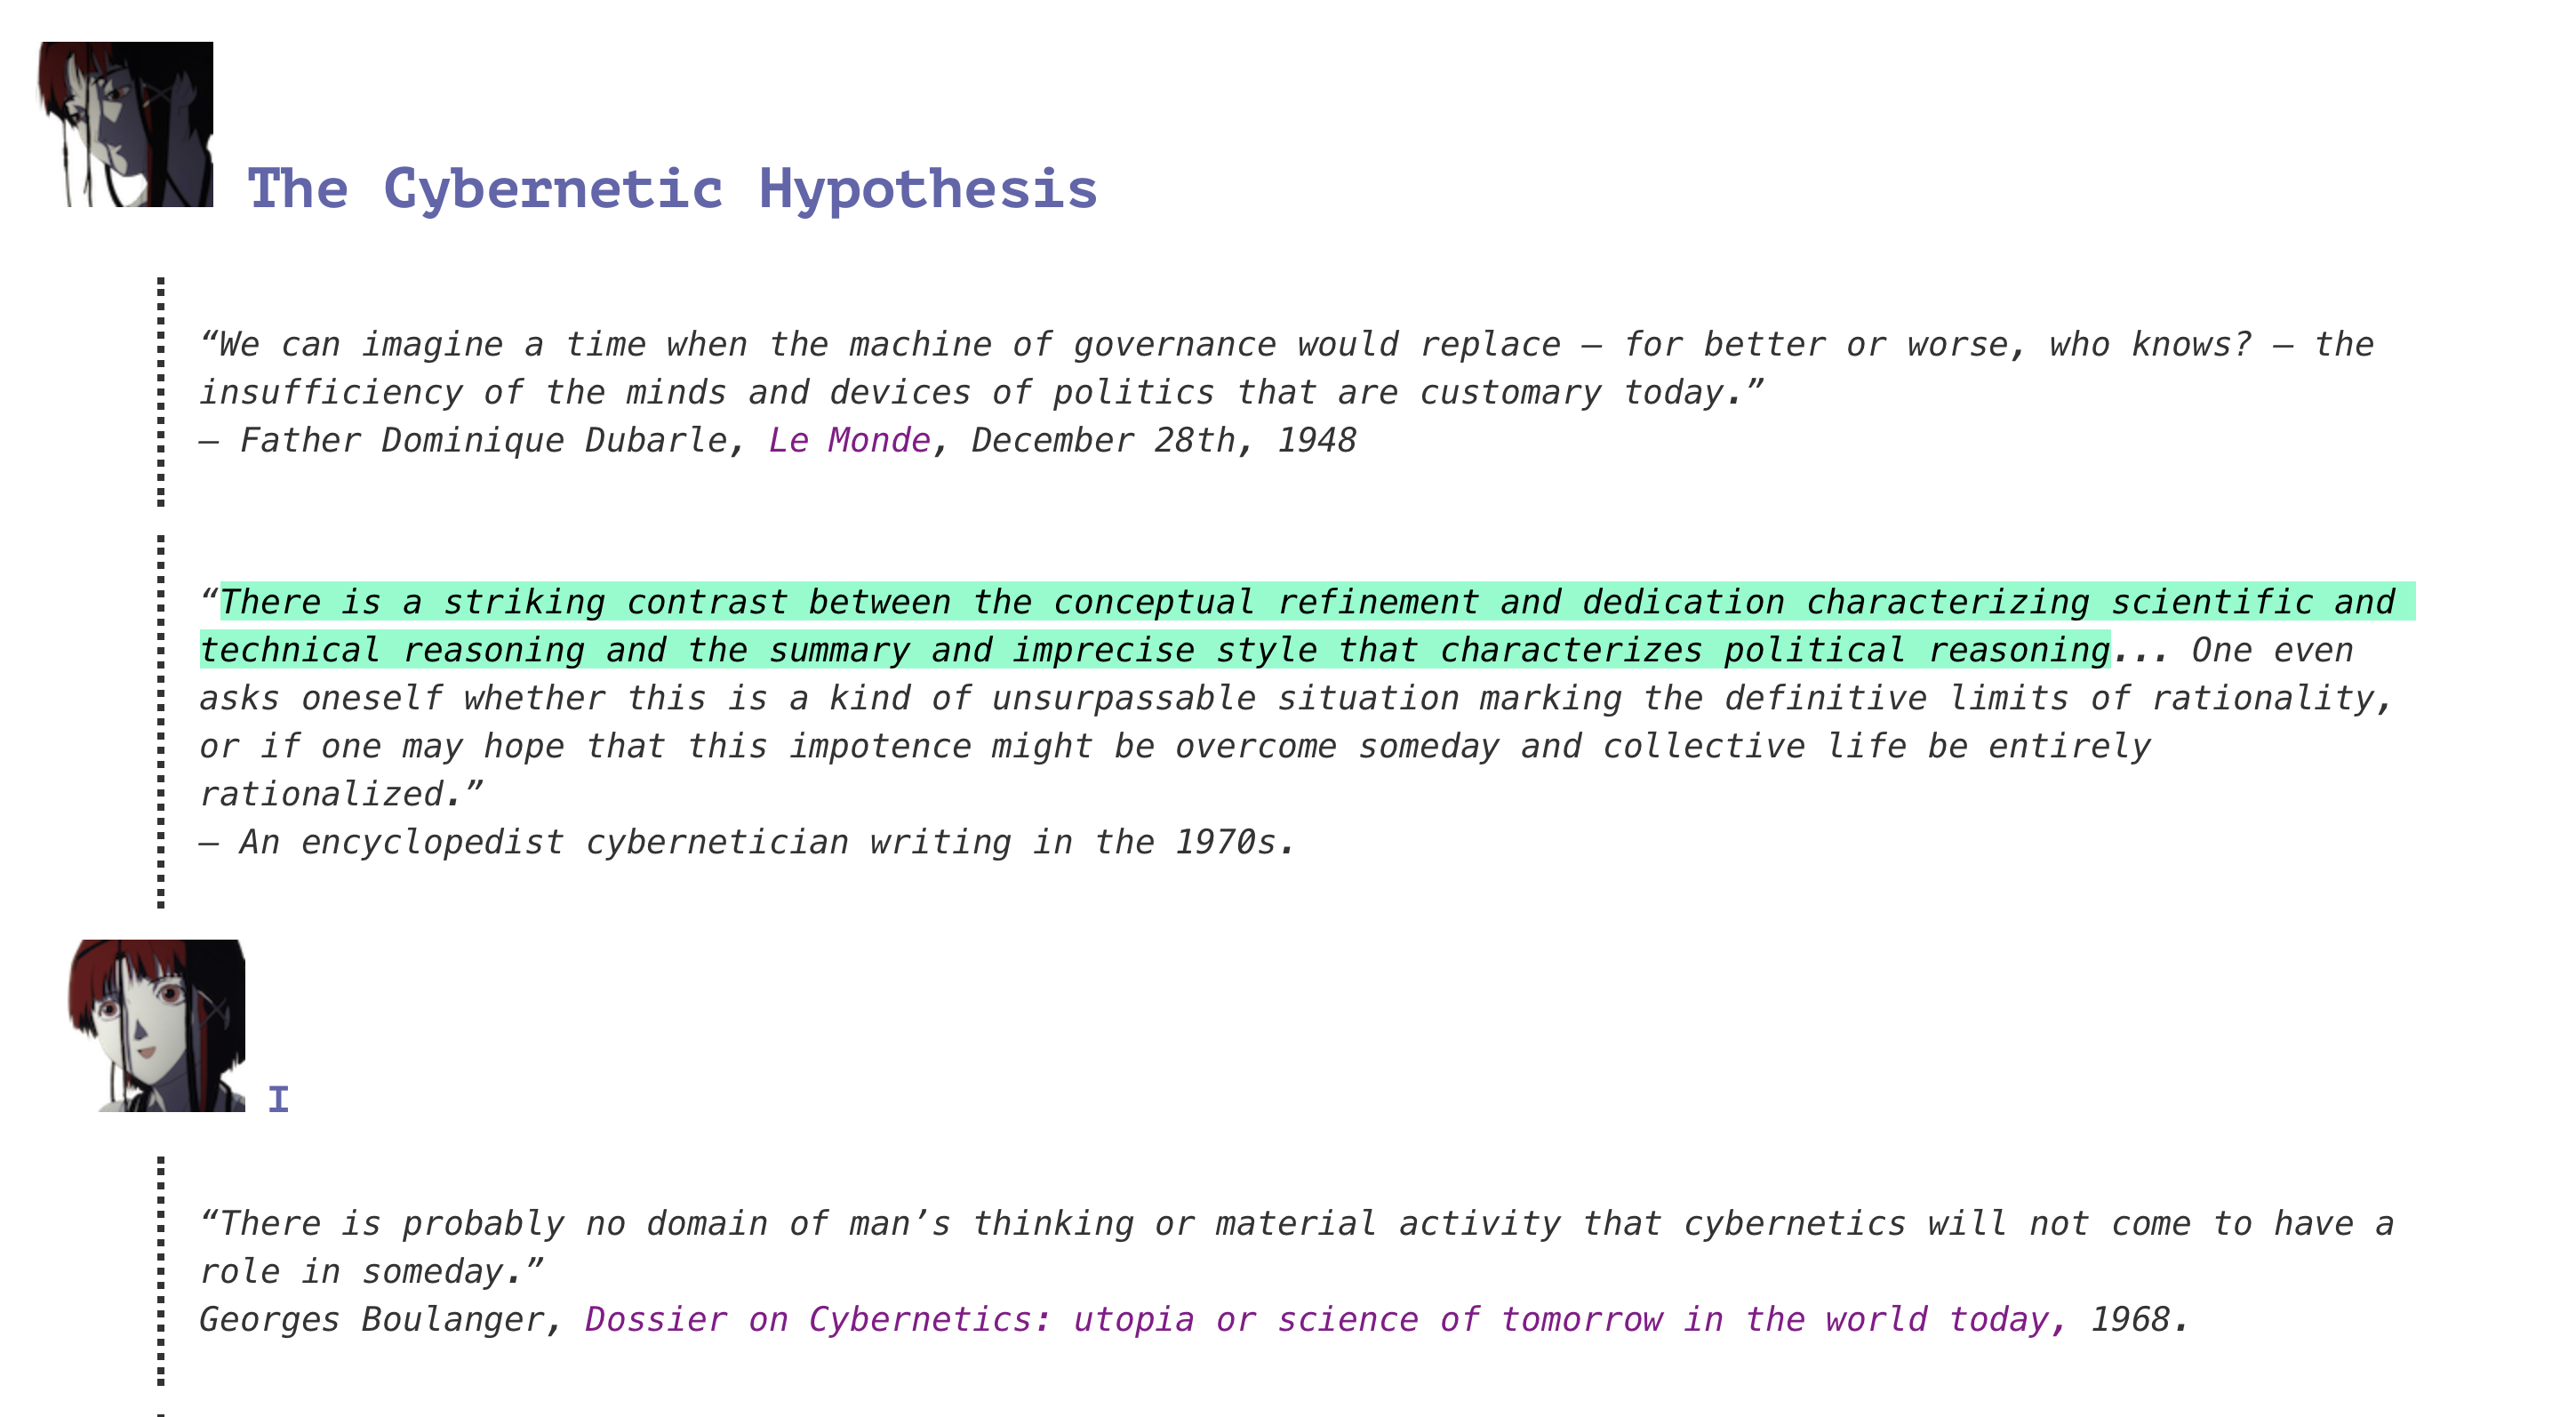 The Cybernetic Hypothesis
“We can imagine a time when the machine of governance would replace — for better or worse, who knows? — the
insufficiency of the minds and devices of politics that are customary today.”
— Father Dominique Dubarle, Le Monde, December 28th, 1948
“There is a striking contrast between the conceptual refinement and dedication characterizing scientific and
technical reasoning and the summary and imprecise style that characterizes political reasoning... One even
asks oneself whether this is a kind of unsurpassable situation marking the definitive limits of rationality,
or if one may hope that this impotence might be overcome someday and collective life be entirely
rationalized.”
— An encyclopedist cybernetician writing in the 1970s.
I
“There is probably no domain of man’s thinking or material activity that cybernetics will not come to have a
role in someday.”
Georges Boulanger, Dossier on Cybernetics: utopia or science of tomorrow in the world today, 1968.